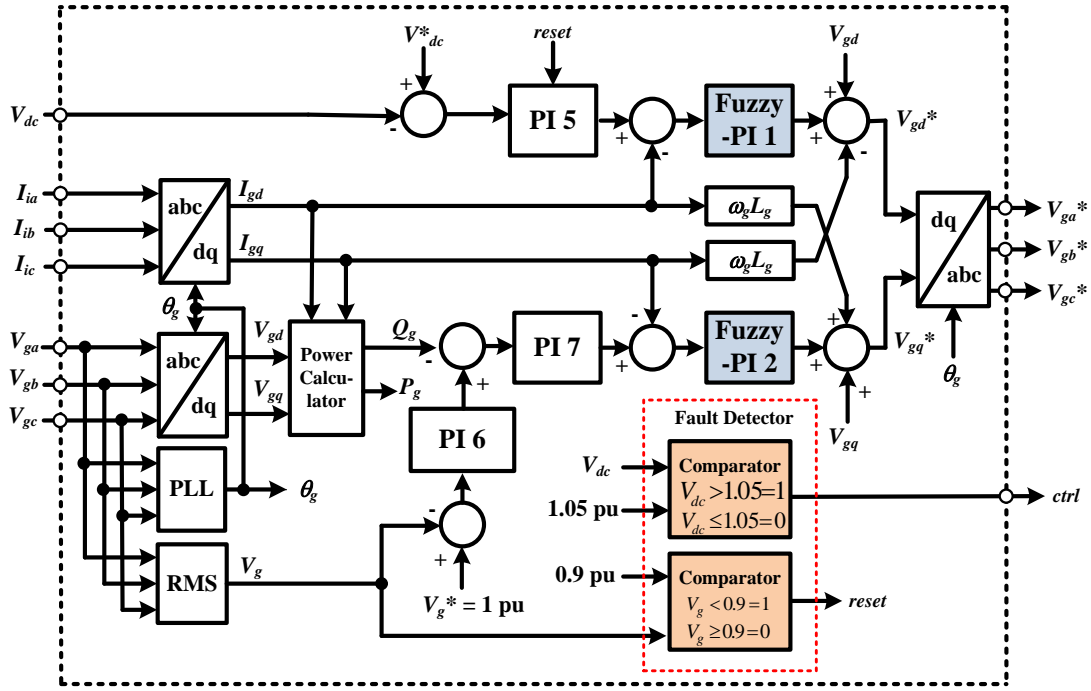 V*dc
reset
Vgd
Vdc
PI 5
Fuzzy
-PI 1
Vgd*
+
-
+
-
+
+
-
Iia
Iib
Iic
abc
dq
Igd
Igq
ωgLg
ωgLg
dq
abc
Vga*
Vgb*
Vgc*
θg
θg
Vga
Vgb
Vgc
abc
dq
Vgd
Vgq
Power
Calcu-
lator
Qg
Pg
-
+
PI 7
-
+
Fuzzy
-PI 2
+
+
+
Vgq*
Vgq
PI 6
PLL
θg
-
+
RMS
Vg
Vg* = 1 pu
Fault Detector
Vdc
1.05 pu
Comparator
Vdc >1.05=1
Vdc ≤1.05=0
ctrl
0.9 pu
Comparator
Vg <0.9=1
Vg ≥0.9=0
reset